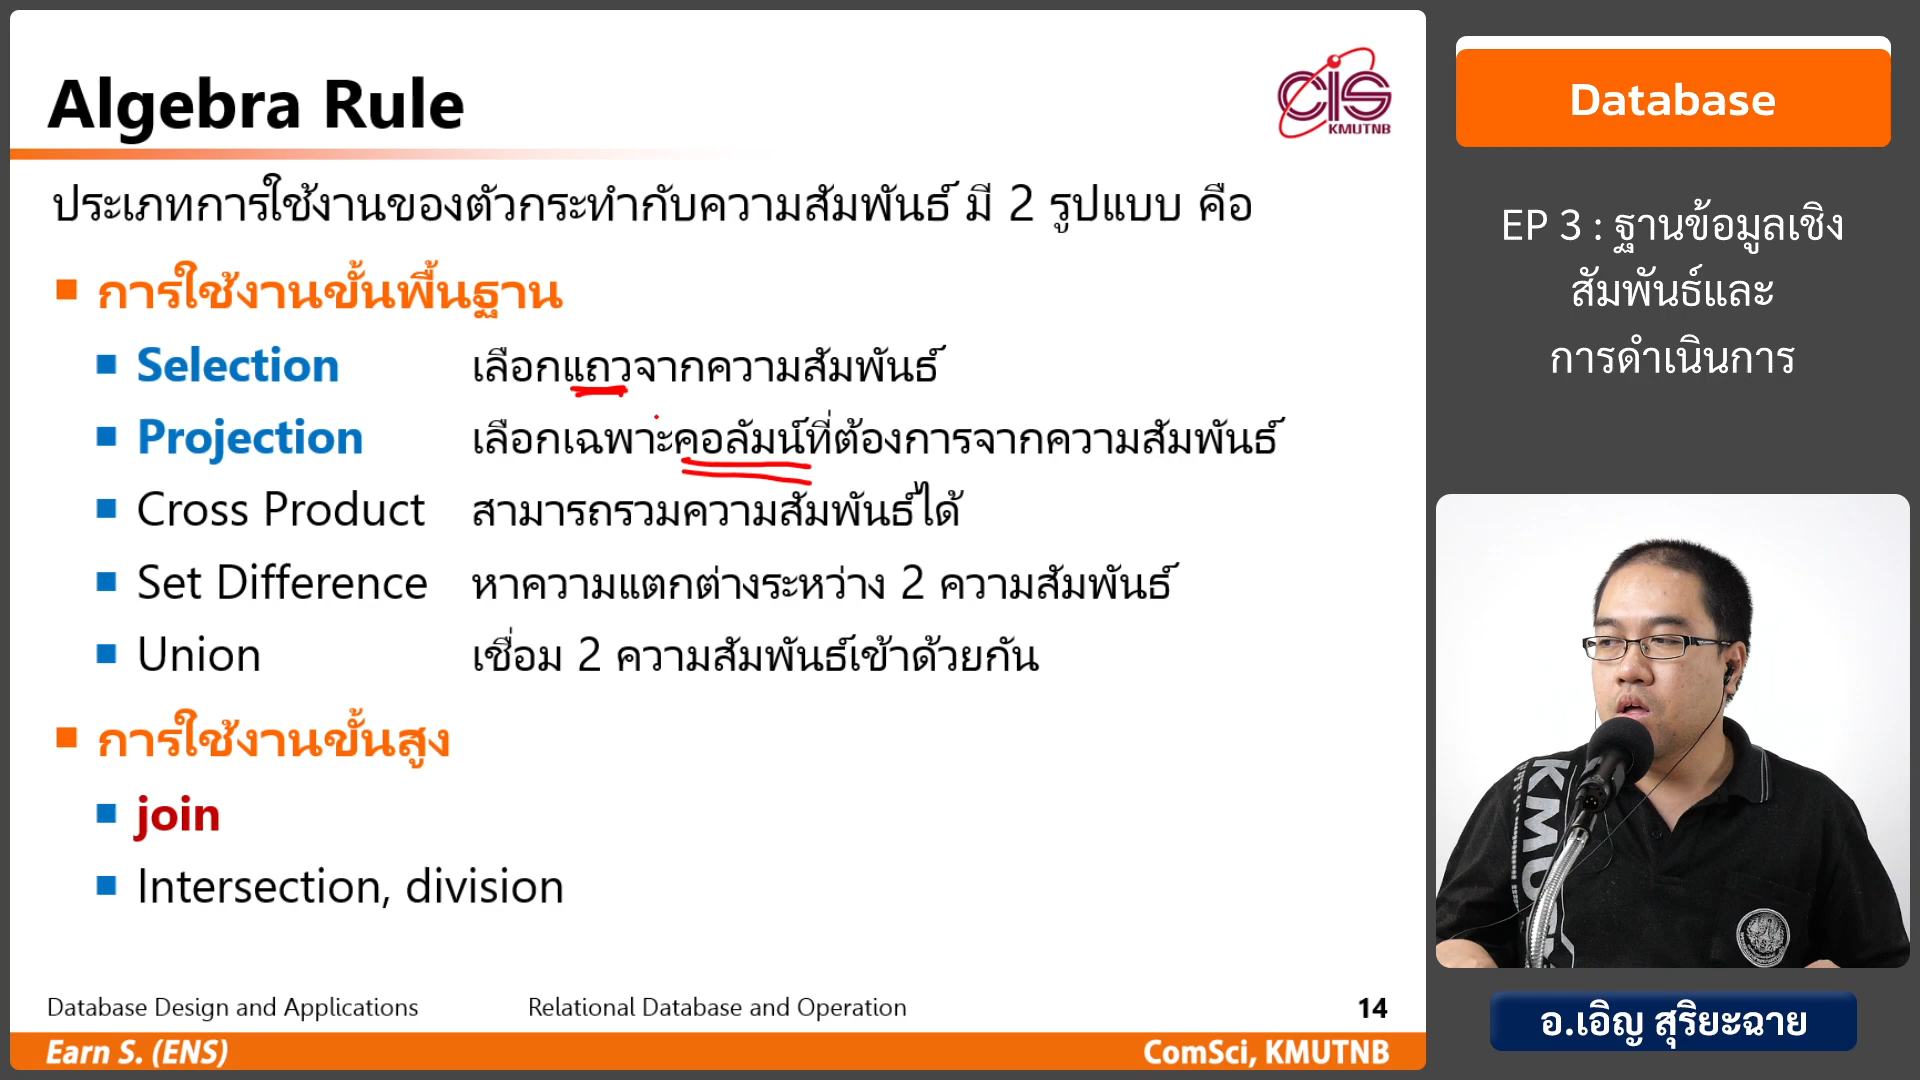 Algebra Rule
CIS
KMUTNB
ประเภทการใช้งานของตัวกระทำกับความสัมพันธ์ มี 2 รูปแบบ คือ
การใช้งานขั้นพื้นฐาน
Selection เลือกแถวจากความสัมพันธ์
Projection เลือกเฉพาะคอลัมน์ที่ต้องการจากความสัมพันธ์
Cross Product สามารถรวมความสัมพันธ์ได้
Set Difference หาความแตกต่างระหว่าง 2 ความสัมพันธ์
Union เชื่อม 2 ความสัมพันธ์เข้าด้วยกัน
การใช้งานขั้นสูง
join
Intersection, division
Database Design and Applications Relational Database and Operation 14
Earn S. (ENS) ComSci, KMUTNB
Database
EP 3 : ฐานข้อมูลเชิง
สัมพันธ์และ
การดำเนินการ
อ.เอิญ สุริยะฉาย